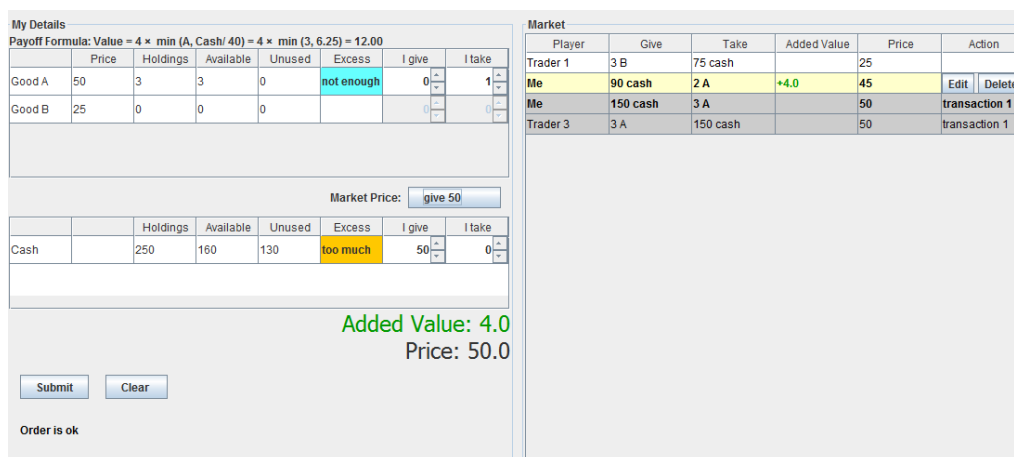 My Details
Payoff Formula: Value = 4 × min (A, Cash/ 40) = 4 × min (3, 6.25) = 12.00
Price Holdings Available Unused Excess I give I take
Good A 50 3 3 0 not enough 0 1
Good B 25 0 0 0 0 0
Market Price: give 50
Holdings Available Unused Excess I give I take
Cash 250 160 130 too much 50 0
Added Value: 4.0
Price: 50.0
Submit Clear
Order is ok
Market
Player Give Take Added Value Price Action
Trader 1 3 B 75 cash 25
Me 90 cash 2 A +4.0 45 Edit Delete
Me 150 cash 3 A 50 transaction 1
Trader 3 3 A 150 cash 50 transaction 1